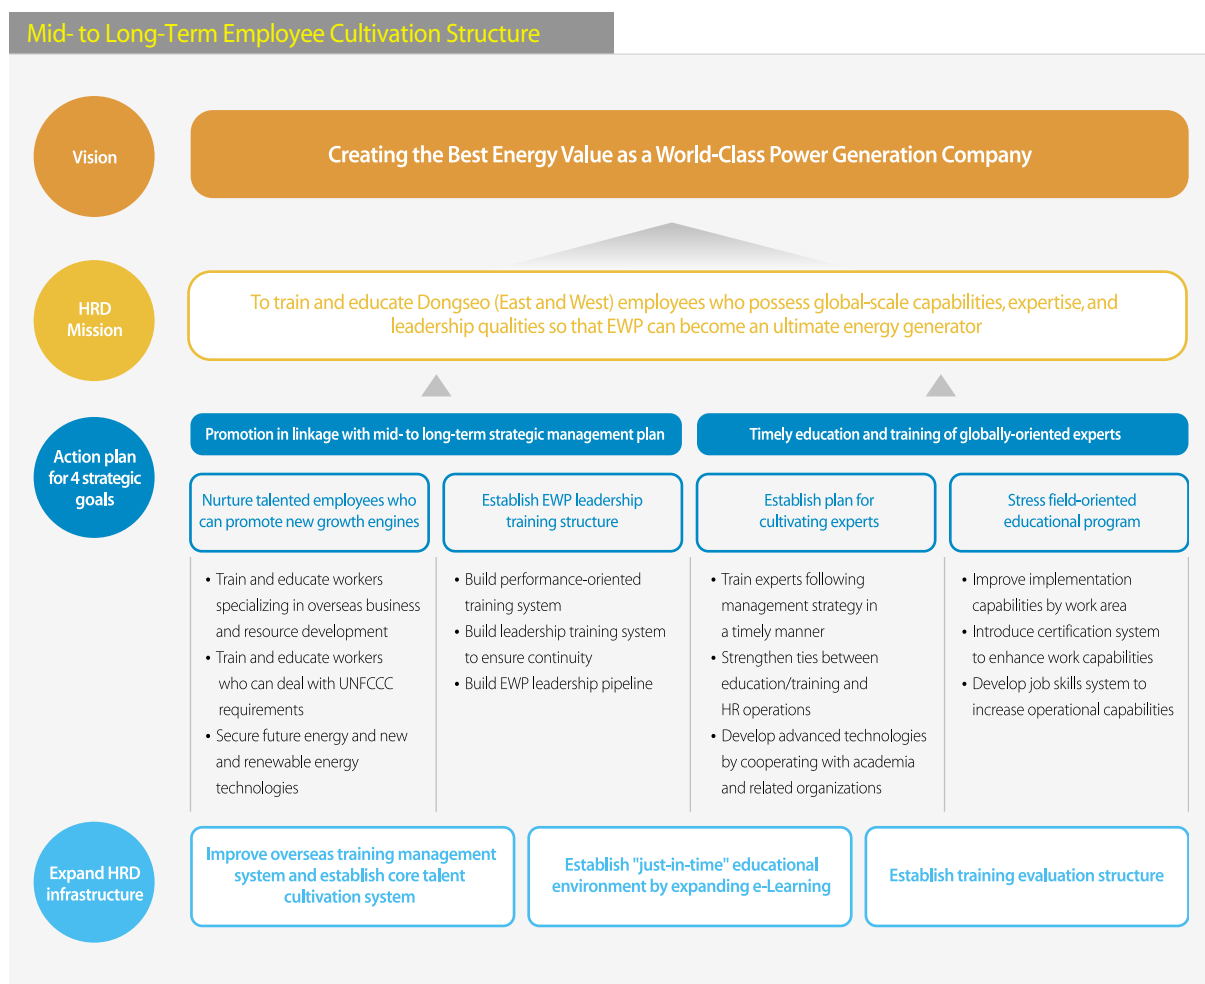 Mid- to Long-Term Employee Cultivation Structure
Vision
Creating the Best Energy Value as a World-Class Power Generation Company
HRD
Mission
To train and educate Dongseo (East and West) employees who possess global-scale capabilities, expertise, and
leadership qualities so that EWP can become an ultimate energy generator
Action plan
for 4 strategic
goals
Promotion in linkage with mid- to long-term strategic management plan
Timely education and training of globally-oriented experts
Nurture talented employees who
can promote new growth engines
Establish EWP leadership
training structure
Establish plan for
cultivating experts
Stress field-oriented
educational program
• Train and educate workers
specializing in overseas business
and resource development
• Train and educate workers
who can deal with UNFCCC
requirements
• Secure future energy and new
and renewable energy
technologies
• Build performance-oriented
training system
• Build leadership training system
to ensure continuity
• Build EWP leadership pipeline
• Train experts following
management strategy in
a timely manner
• Strengthen ties between
education/training and
HR operations
• Develop advanced technologies
by cooperating with academia
and related organizations
• Improve implementation
capabilities by work area
• Introduce certification system
to enhance work capabilities
• Develop job skills system to
increase operational capabilities
Expand HRD
infrastructure
Improve overseas training management
system and establish core talent
cultivation system
Establish "just-in-time" educational
environment by expanding e-Learning
Establish training evaluation structure